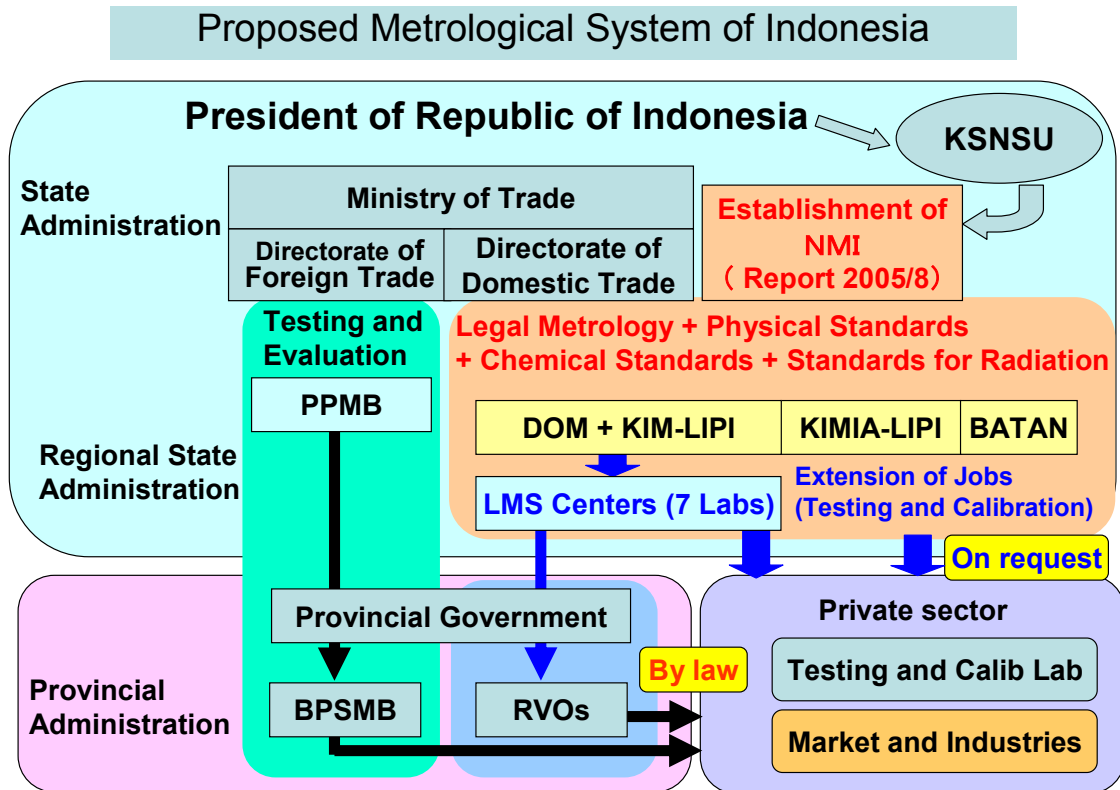 Proposed Metrological System of Indonesia
President of Republic of Indonesia
KSNSU
State
Administration
Ministry of Trade
Directorate of
Foreign Trade
Directorate of
Domestic Trade
Establishment of
NMI
( Report 2005/8)
Testing and
Evaluation
Legal Metrology + Physical Standards
+ Chemical Standards + Standards for Radiation
PPMB
DOM + KIM-LIPI
KIMIA-LIPI
BATAN
Regional State
Administration
LMS Centers (7 Labs)
Extension of Jobs
(Testing and Calibration)
On request
Provincial Government
Private sector
By law
Testing and Calib Lab
Provincial
Administration
BPSMB
RVOs
Market and Industries